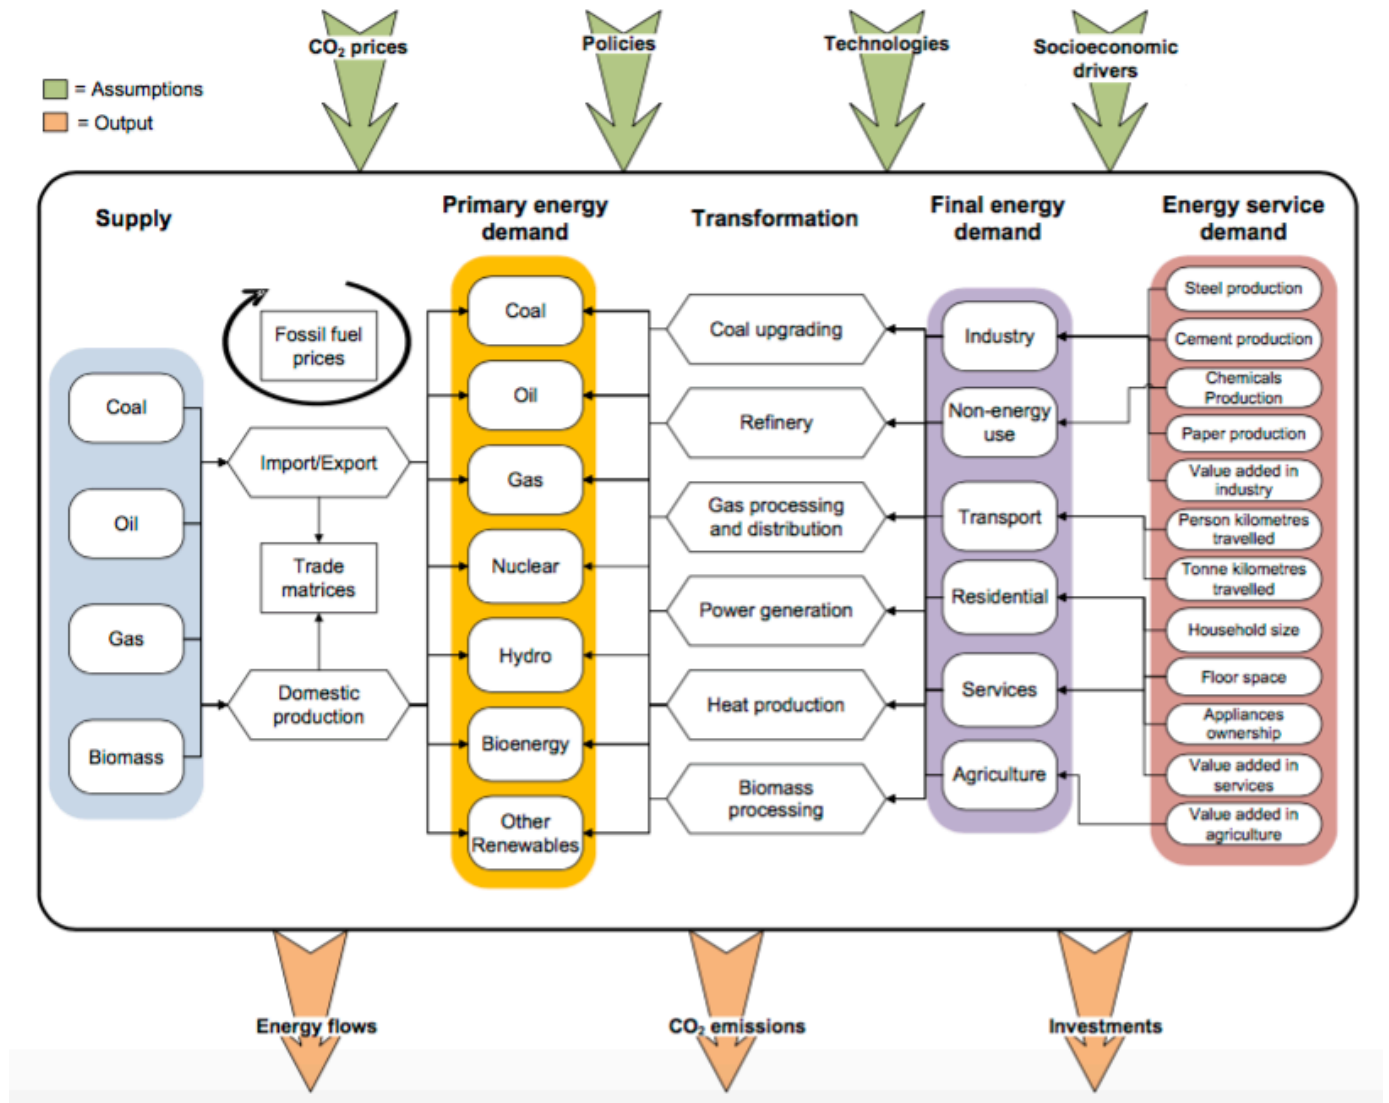 CO₂ prices
Policies
Technologies
Socioeconomic
drivers
= Assumptions
= Output
Supply
Primary energy
demand
Transformation
Final energy
demand
Energy service
demand
Fossil fuel
prices
Coal
Oil
Gas
Biomass
Import/Export
Trade
matrices
Domestic
production
Coal
Oil
Gas
Nuclear
Hydro
Bioenergy
Other
Renewables
Coal upgrading
Refinery
Gas processing
and distribution
Power generation
Heat production
Biomass
processing
Industry
Non-energy
use
Transport
Residential
Services
Agriculture
Steel production
Cement production
Chemicals
Production
Paper production
Value added in
industry
Person kilometres
travelled
Tonne kilometres
travelled
Household size
Floor space
Appliances
ownership
Value added in
services
Value added in
agriculture
Energy flows
CO₂ emissions
Investments